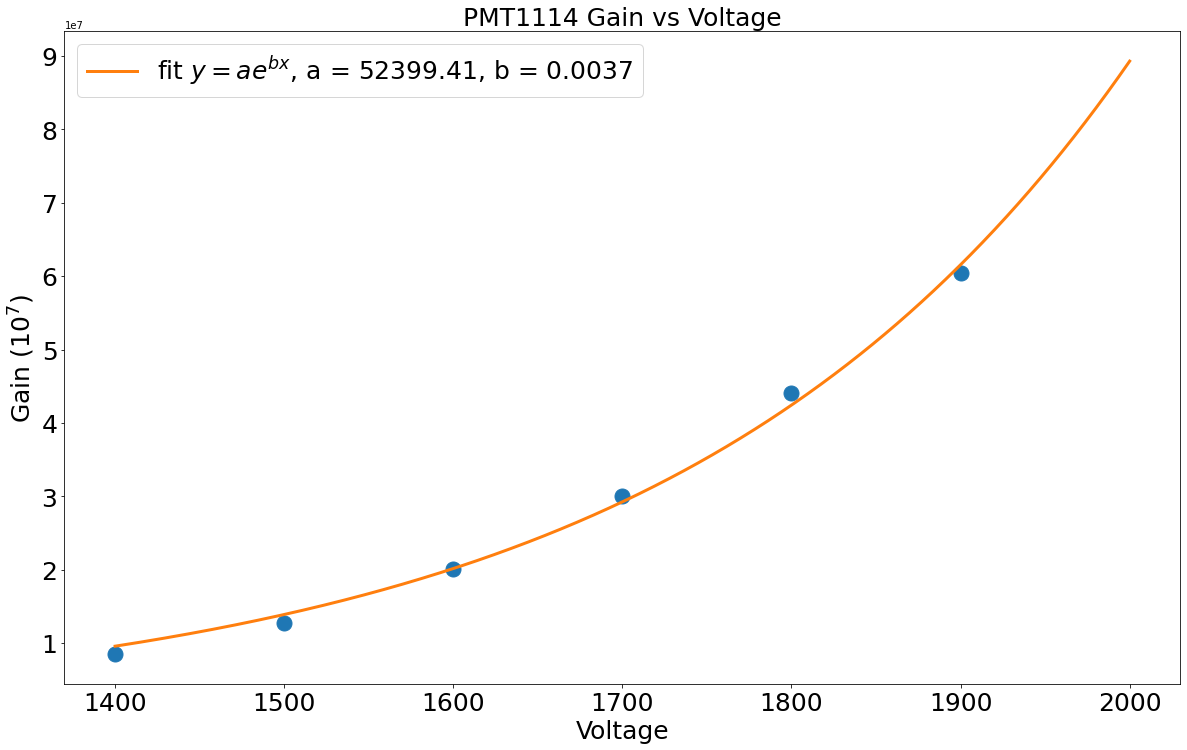 PMT1114 Gain vs Voltage
1e7
fit $y = ae^{bx}$, a = 52399.41, b = 0.0037
9
8
7
6
5
4
3
2
1
Gain ($10^7$)
1400 1500 1600 1700 1800 1900 2000
Voltage